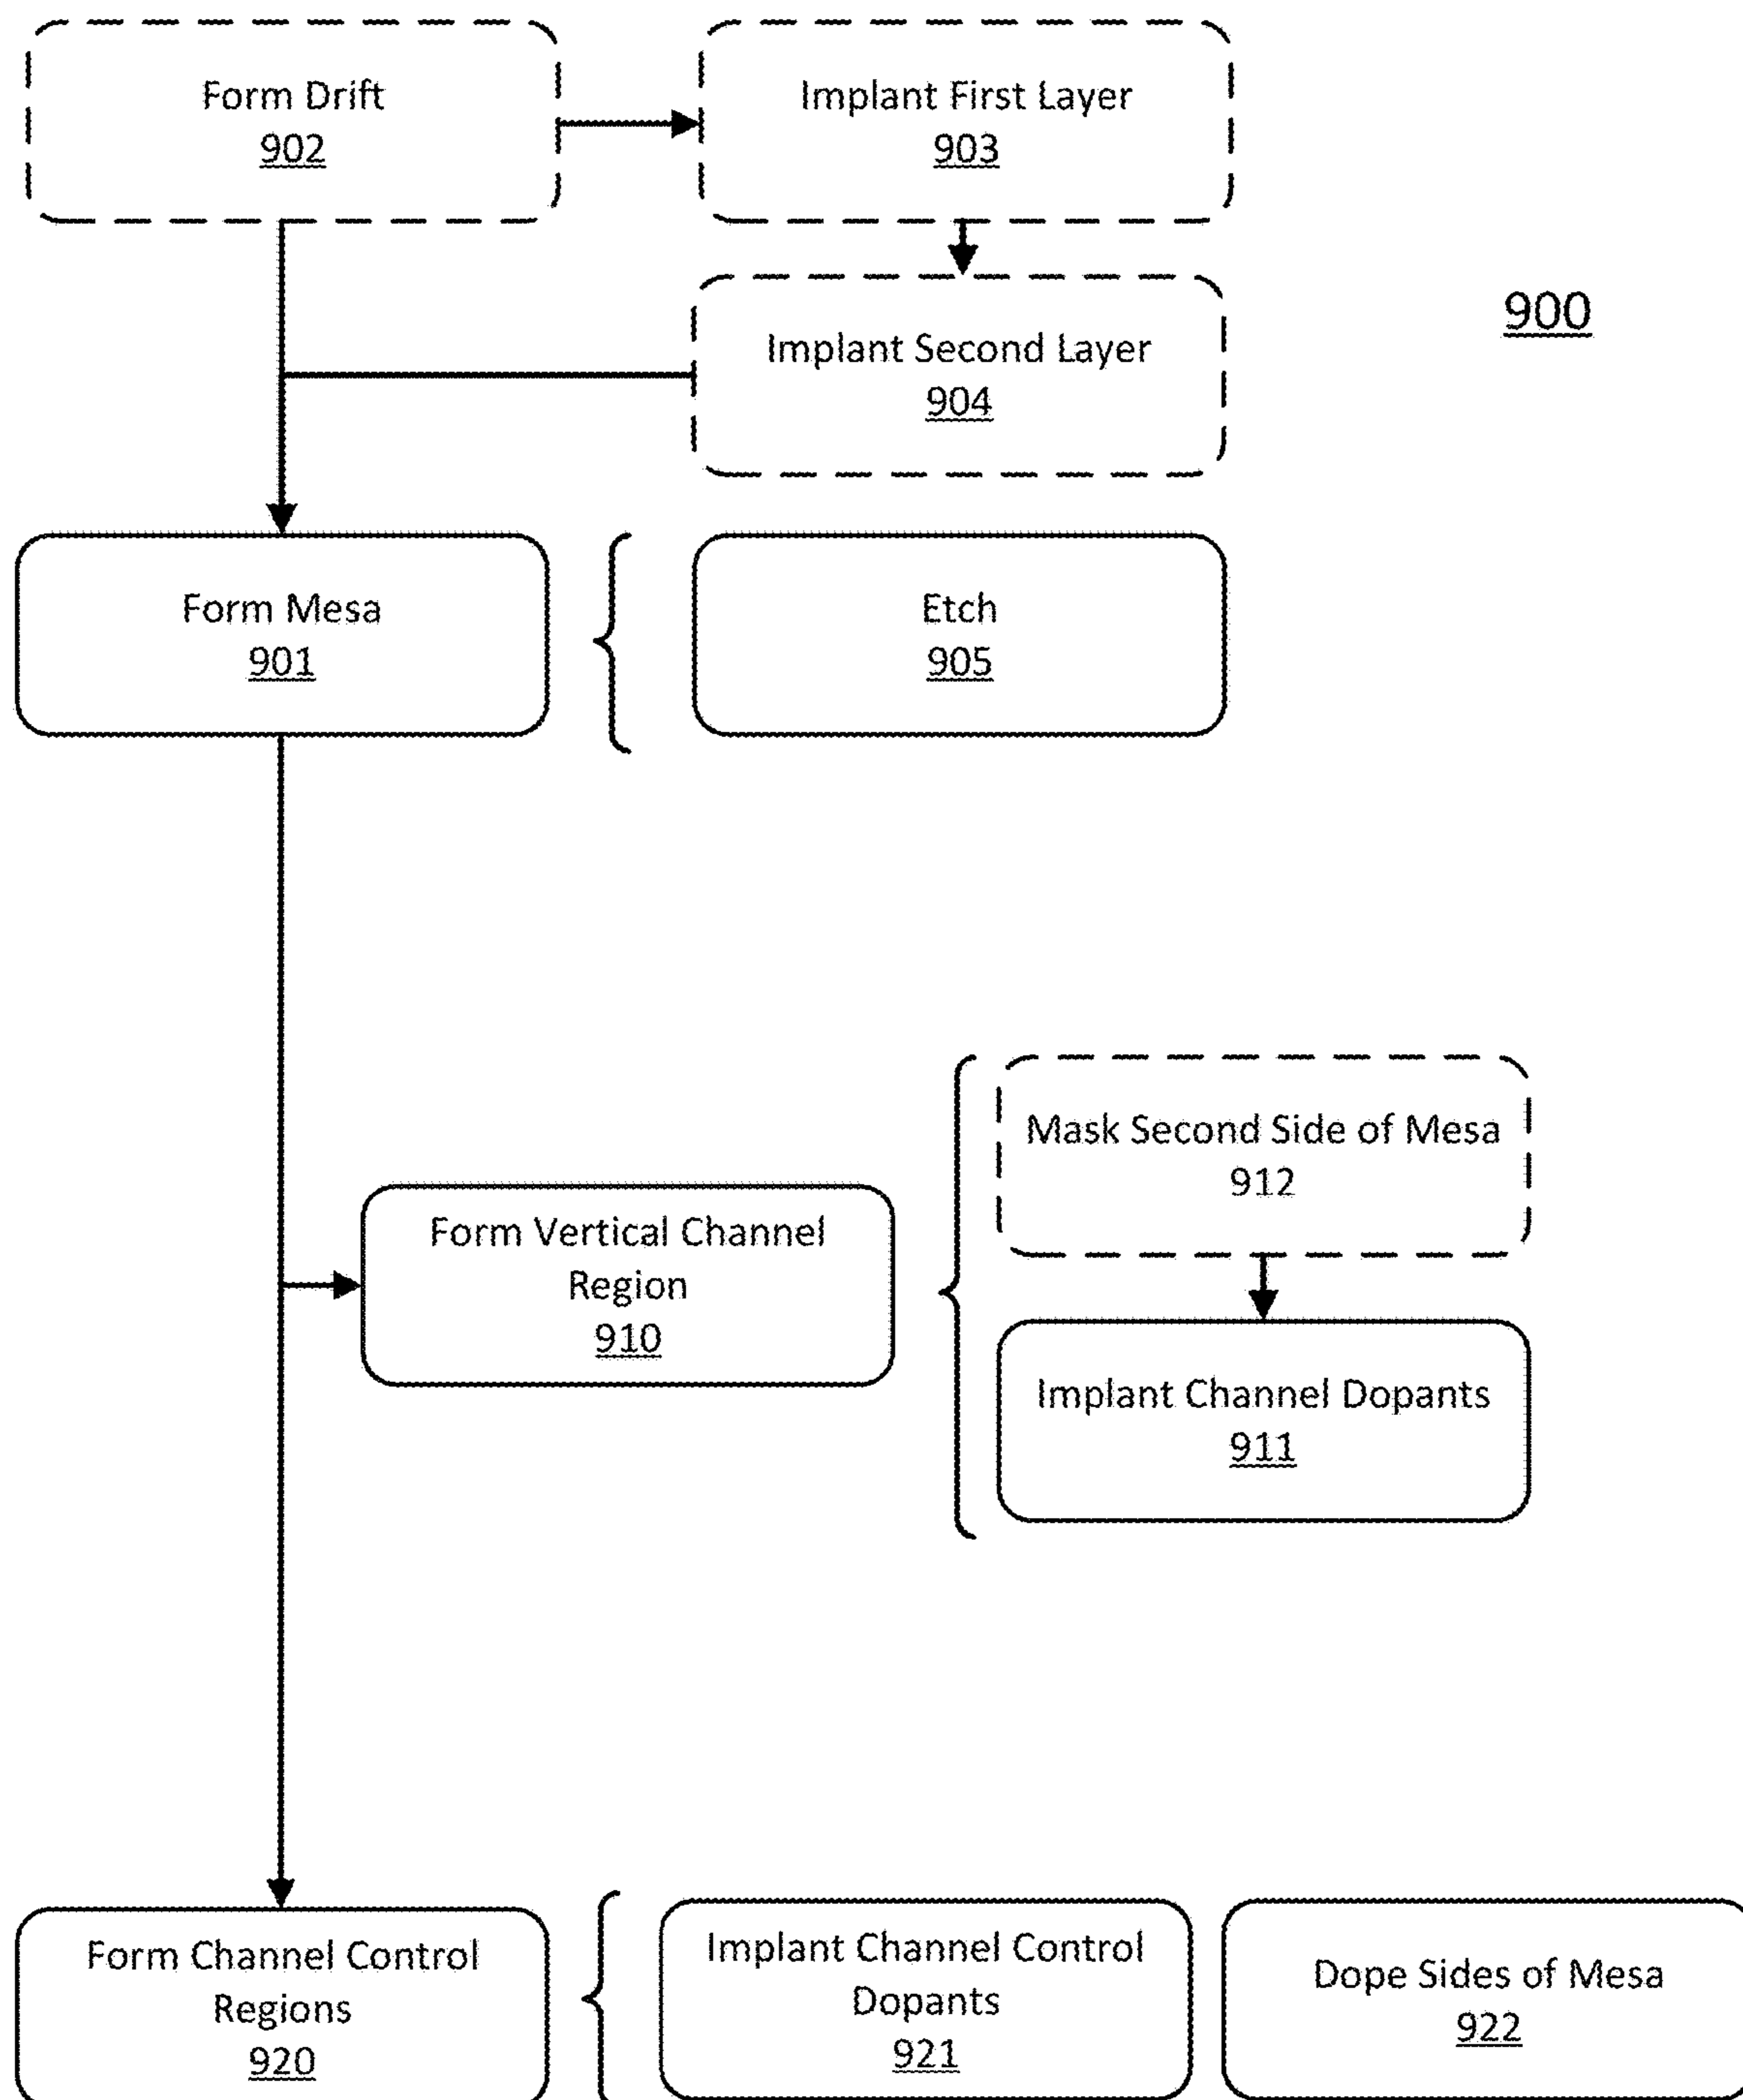 Form Drift
902
Implant First Layer
903
Implant Second Layer
904
900
Form Mesa
901
Etch
905
Mask Second Side of Mesa
912
Form Vertical Channel
Region
910
Implant Channel Dopants
911
Form Channel Control
Regions
920
Implant Channel Control
Dopants
921
Dope Sides of Mesa
922